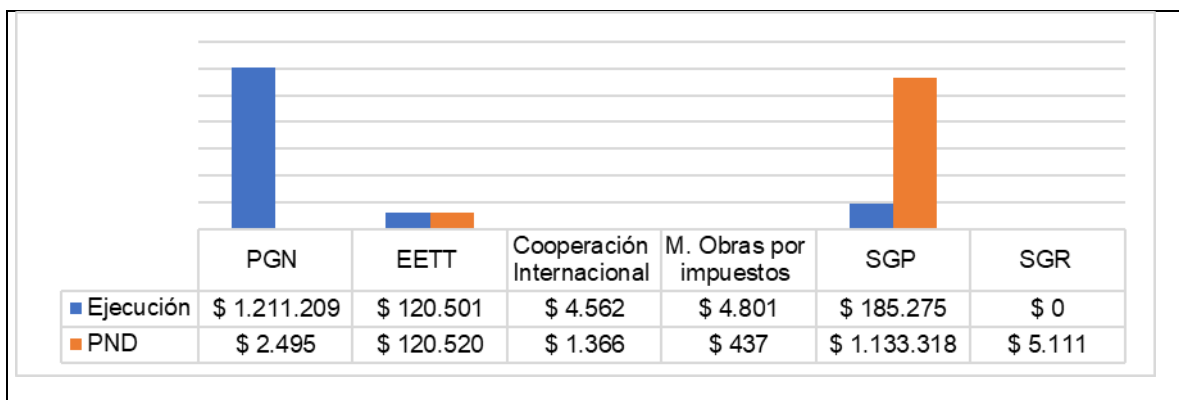 PGN EETT Cooperación Internacional M. Obras por impuestos SGP SGR
Ejecución $ 1.211.209 $ 120.501 $ 4.562 $ 4.801 $ 185.275 $ 0
PND $ 2.495 $ 120.520 $ 1.366 $ 437 $ 1.133.318 $ 5.111